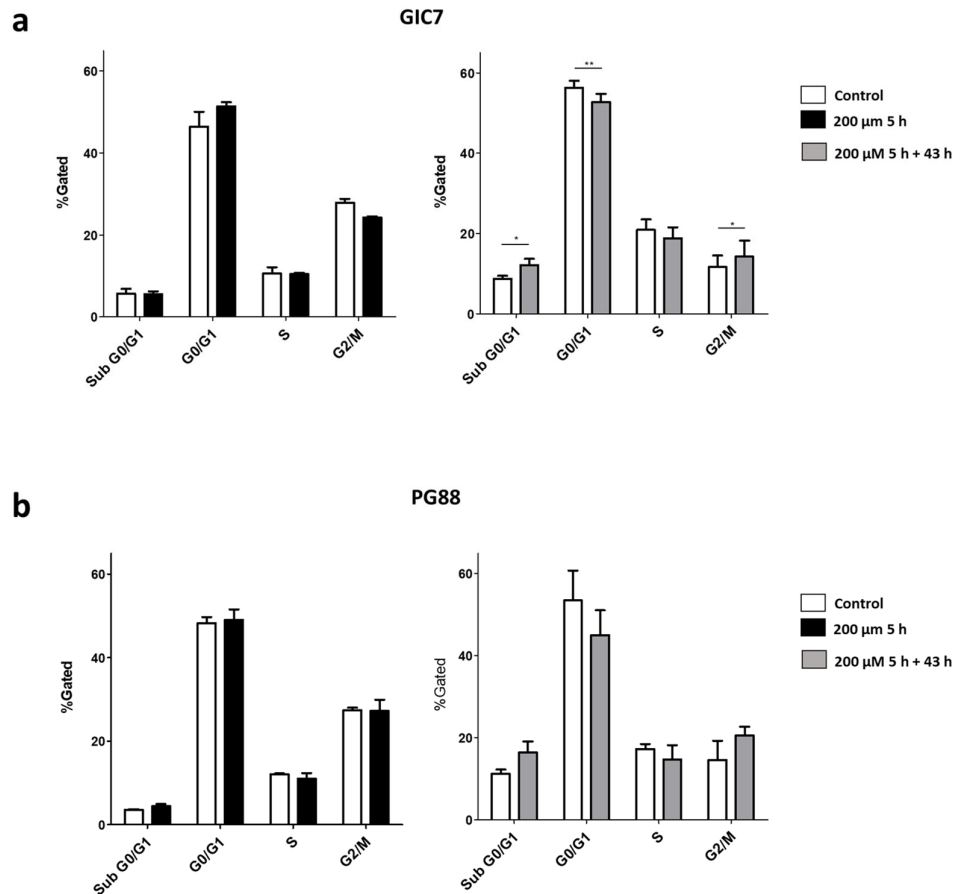 a
GIC7
60
40
20
0
%Gated
Sub G0/G1
G0/G1
S
G2/M
60
40
20
0
%Gated
*
**
*
Sub G0/G1
G0/G1
S
G2/M
Control
200 µm 5 h
200 µM 5 h + 43 h
b
PG88
60
40
20
0
%Gated
Sub G0/G1
G0/G1
S
G2/M
60
40
20
0
%Gated
Sub G0/G1
G0/G1
S
G2/M
Control
200 µm 5 h
200 µM 5 h + 43 h